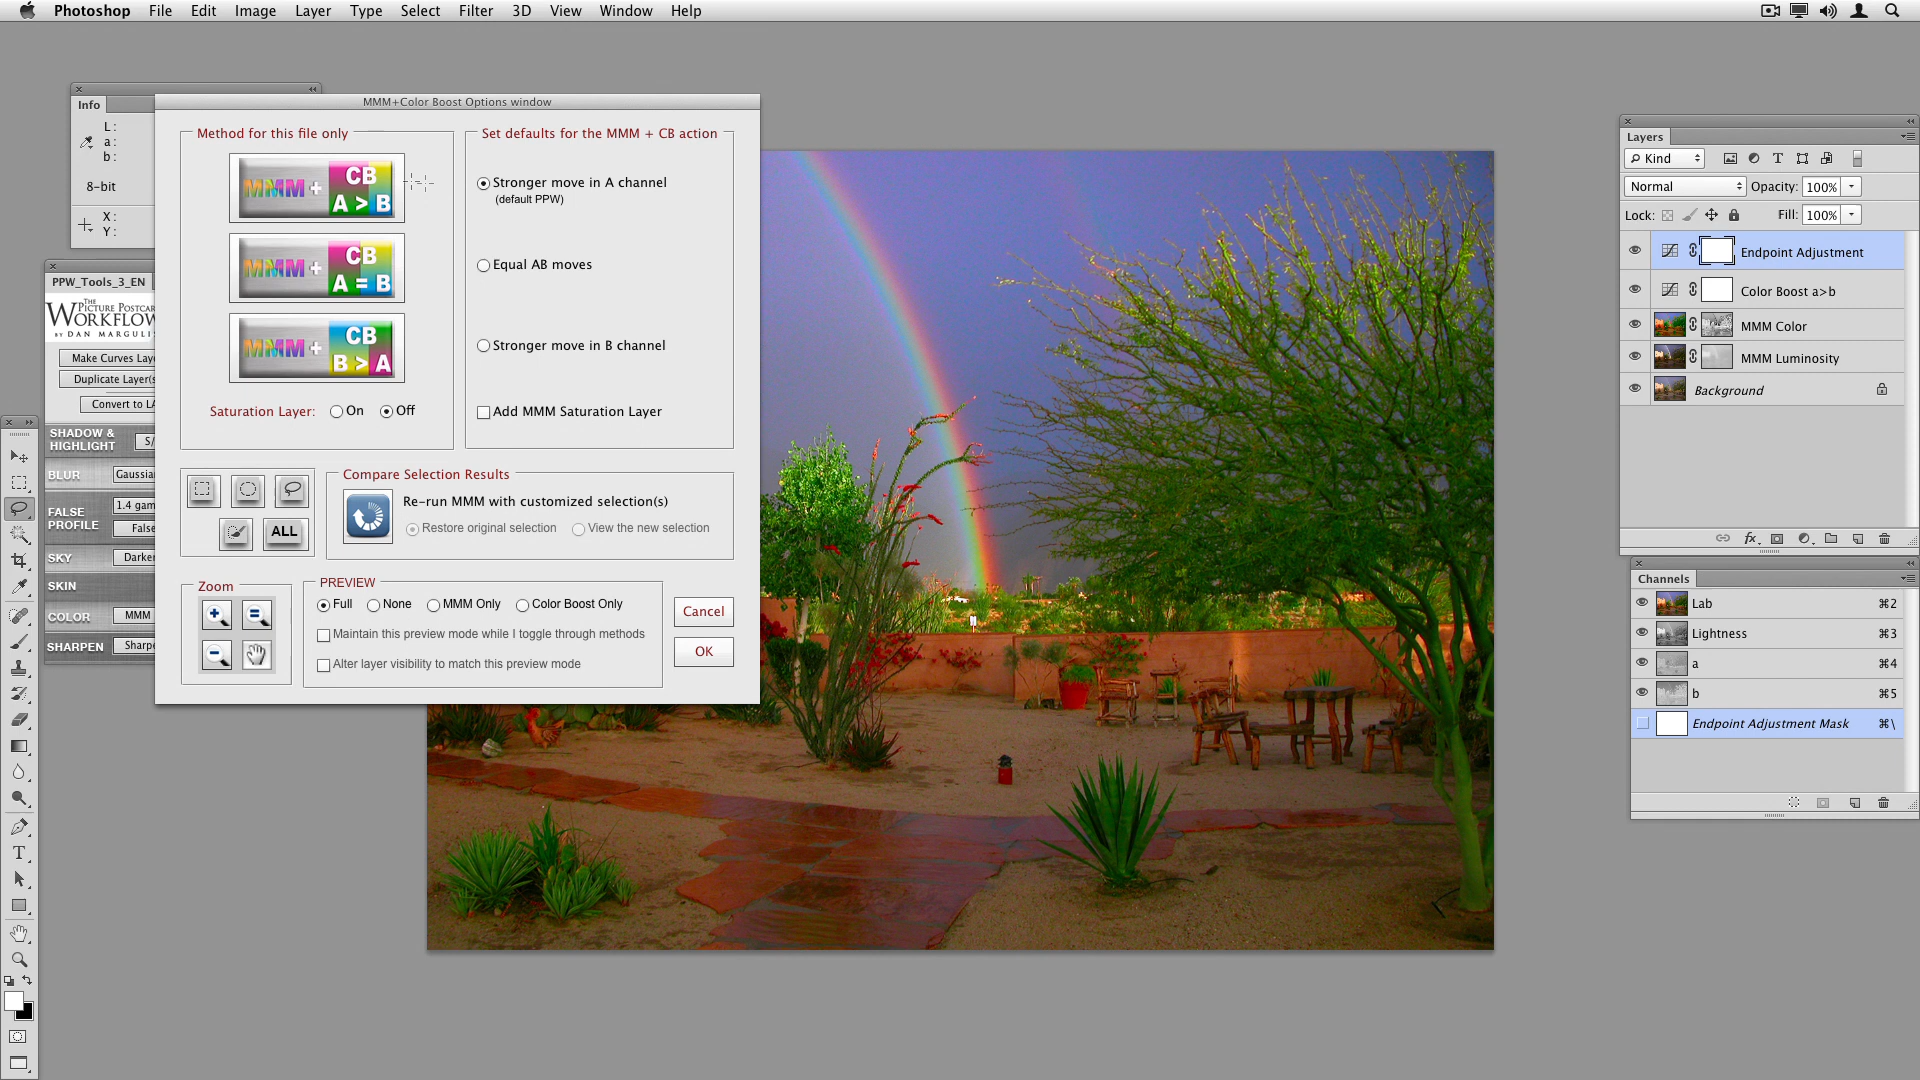 Photoshop File Edit Image Layer Type Select Filter 3D View Window Help
Info
L :
a :
b :
8-bit
X :
Y :
PPW_Tools_3_EN
THE
PICTURE POSTCARD
WORKFLOW
BY DAN MARGULI
Make Curves Laye
Duplicate Layer(s
Convert to LA
SHADOW &
HIGHLIGHT
S/
BLUR
Gaussian
FALSE
PROFILE
1.4 gam
False
SKY
Darker
SKIN
COLOR
MMM
SHARPEN
Sharpe
MMM+Color Boost Options window
Method for this file only
MMM + CB
A > B
MMM + CB
A = B
MMM + CB
B > A
Saturation Layer: On Off
Set defaults for the MMM + CB action
Stronger move in A channel
(default PPW)
Equal AB moves
Stronger move in B channel
Add MMM Saturation Layer
ALL
Compare Selection Results
Re-run MMM with customized selection(s)
Restore original selection View the new selection
Zoom
PREVIEW
Full None MMM Only Color Boost Only
Maintain this preview mode while I toggle through methods
Alter layer visibility to match this preview mode
Cancel
OK
Layers
Kind
Normal Opacity: 100%
Lock: Fill: 100%
Endpoint Adjustment
Color Boost a>b
MMM Color
MMM Luminosity
Background
fx
Channels
Lab ⌘2
Lightness ⌘3
a ⌘4
b ⌘5
Endpoint Adjustment Mask ⌘\